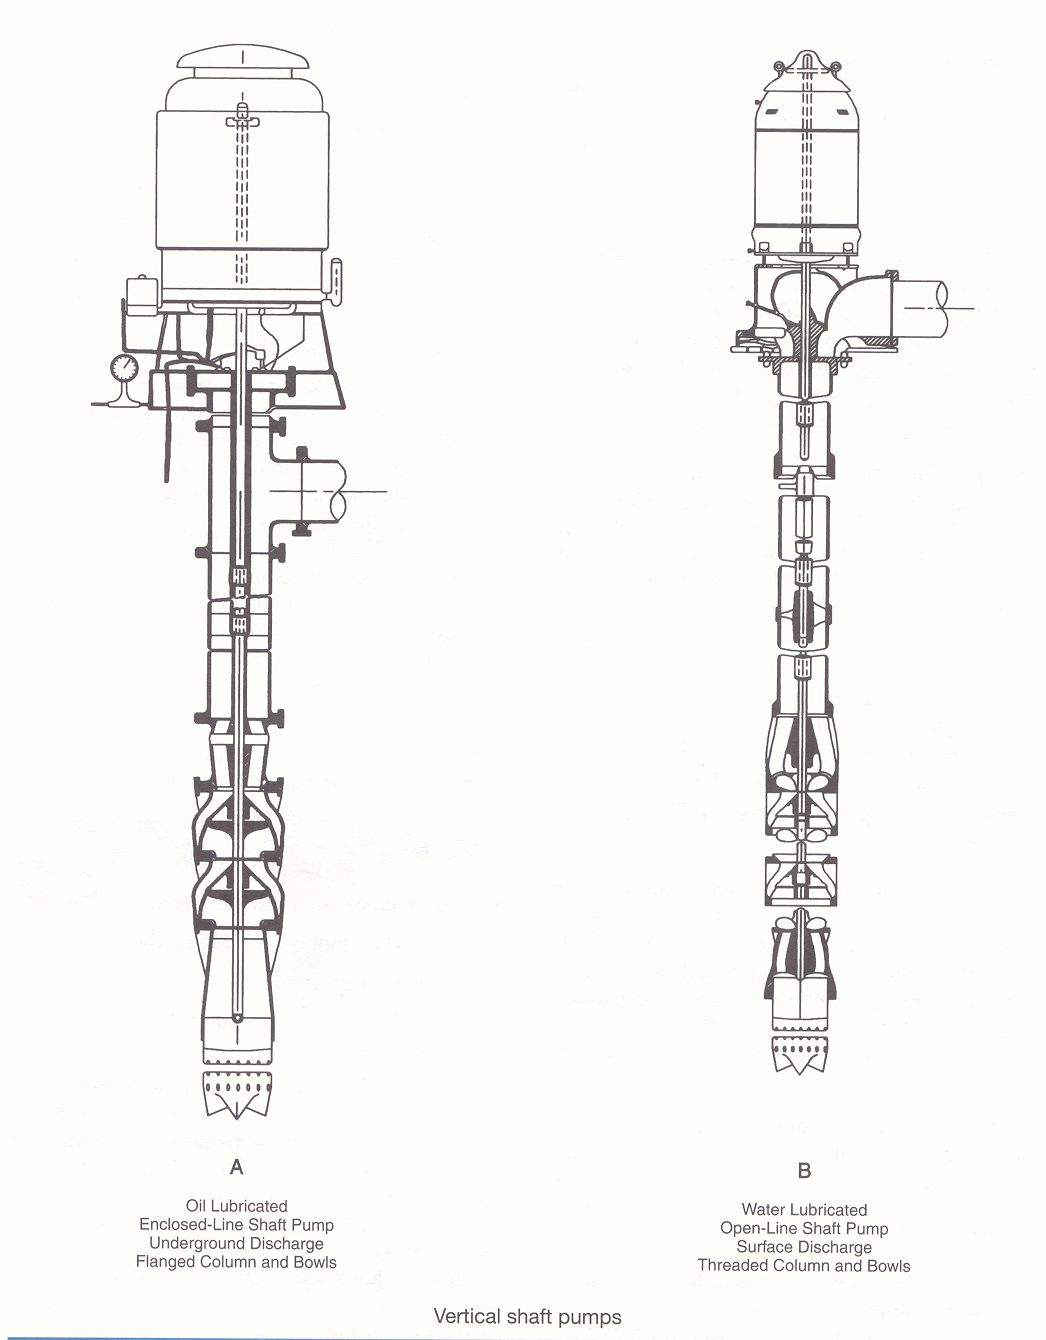 A
Oil Lubricated
Enclosed-Line Shaft Pump
Underground Discharge
Flanged Column and Bowls
B
Water Lubricated
Open-Line Shaft Pump
Surface Discharge
Threaded Column and Bowls
Vertical shaft pumps